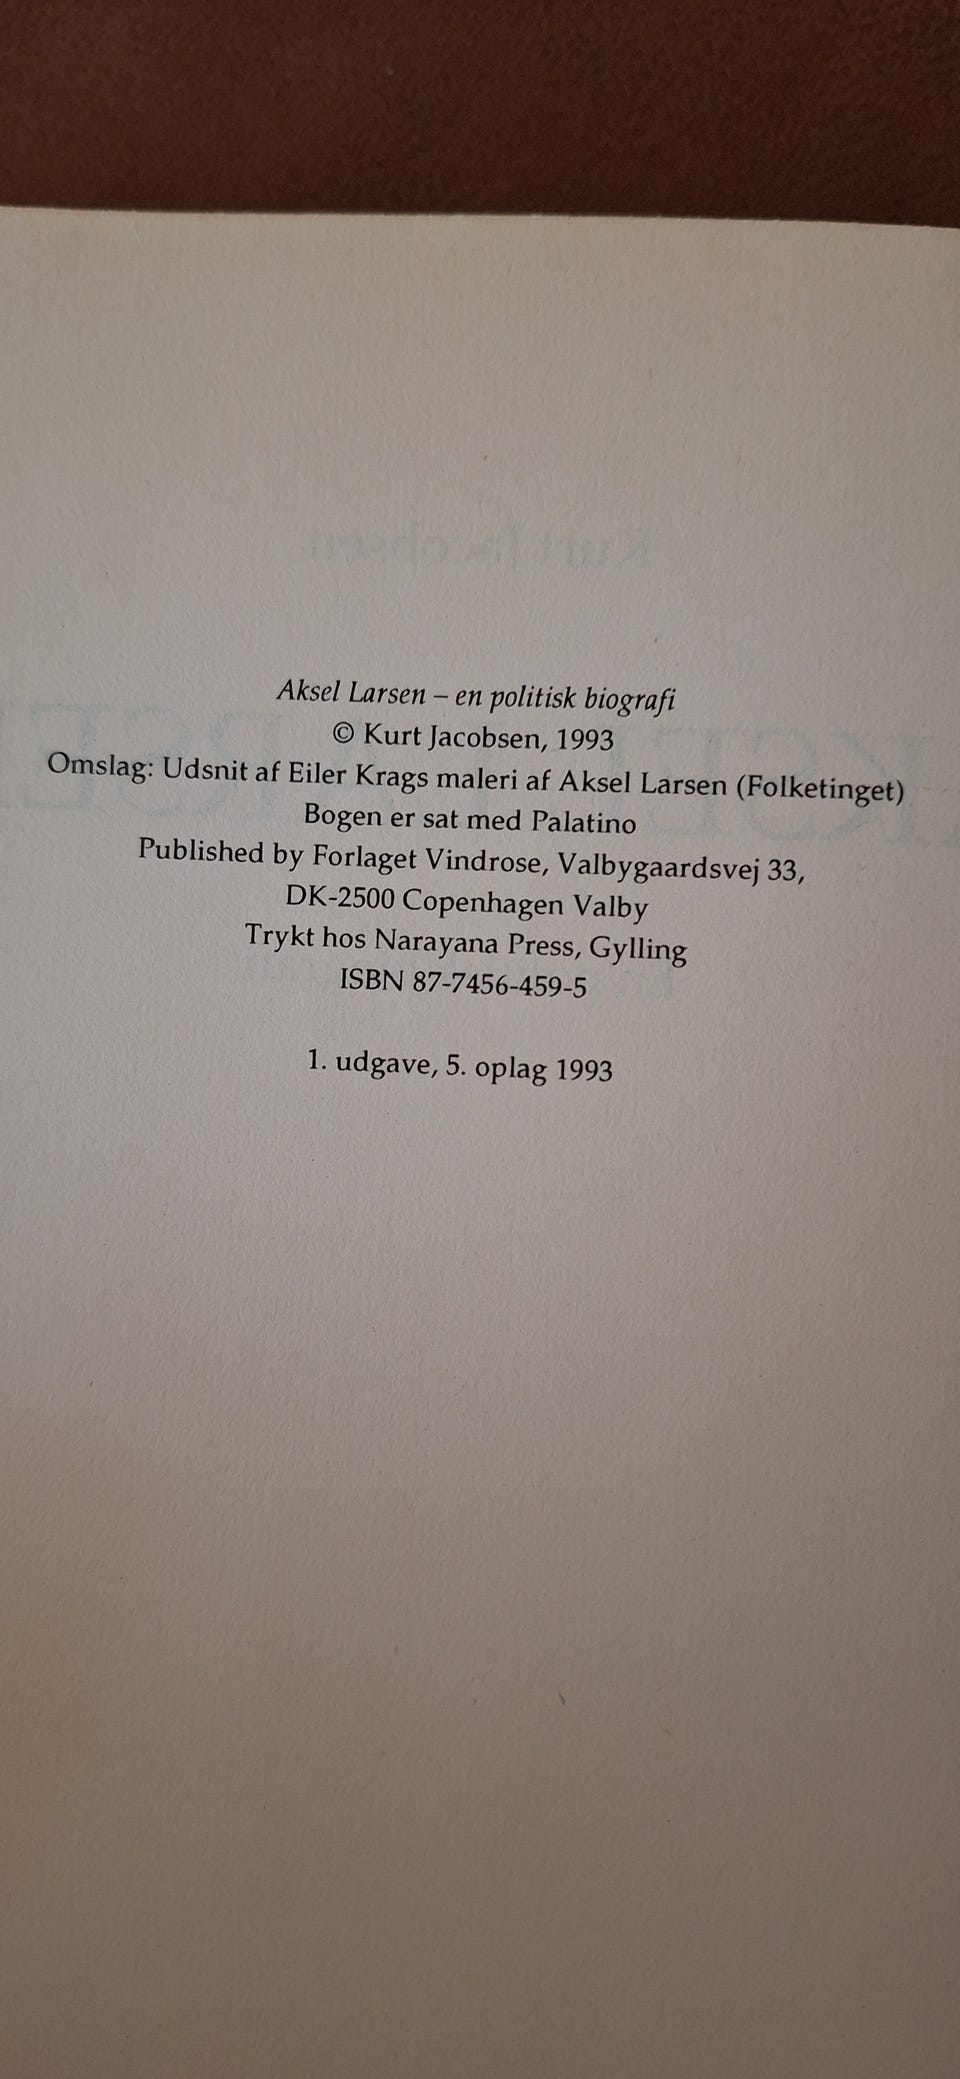 Aksel Larsen – en politisk biografi
© Kurt Jacobsen, 1993
Omslag: Udsnit af Eiler Krags maleri af Aksel Larsen (Folketinget)
Bogen er sat med Palatino
Published by Forlaget Vindrose, Valbygaardsvej 33,
DK-2500 Copenhagen Valby
Trykt hos Narayana Press, Gylling
ISBN 87-7456-459-5
1. udgave, 5. oplag 1993